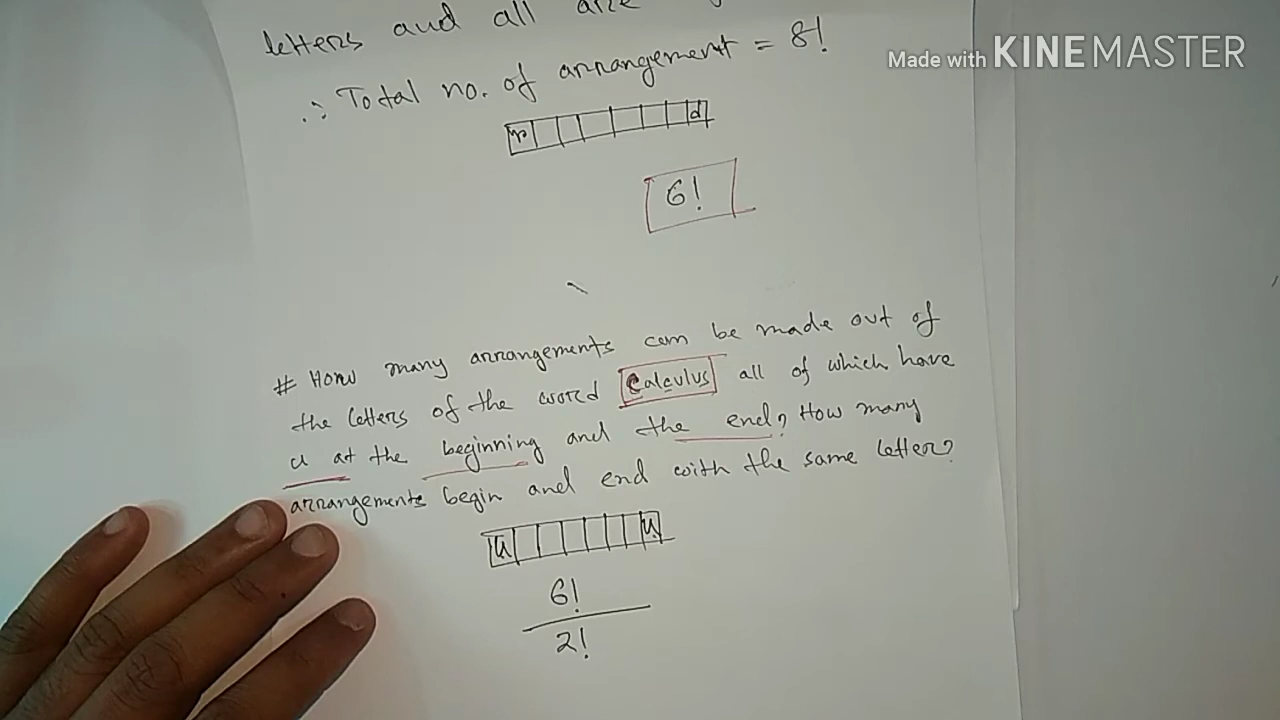 letters and all are
Made with KINEMASTER
∴ Total no. of arrangement = 8!
r d
6!
# How many arrangements can be made out of
the letters of the word Calculus all of which have
u at the beginning and the end? How many
arrangements begin and end with the same letter?
u u
6!
2!